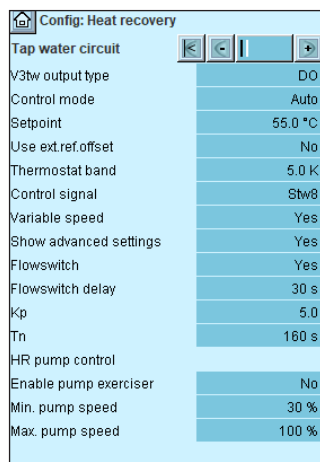 Config: Heat recovery
Tap water circuit
V3tw output type DO
Control mode Auto
Setpoint 55.0 °C
Use ext.ref.offset No
Thermostat band 5.0 K
Control signal Stw8
Variable speed Yes
Show advanced settings Yes
Flowswitch Yes
Flowswitch delay 30 s
Kp 5.0
Tn 160 s
HR pump control
Enable pump exerciser No
Min. pump speed 30 %
Max. pump speed 100 %